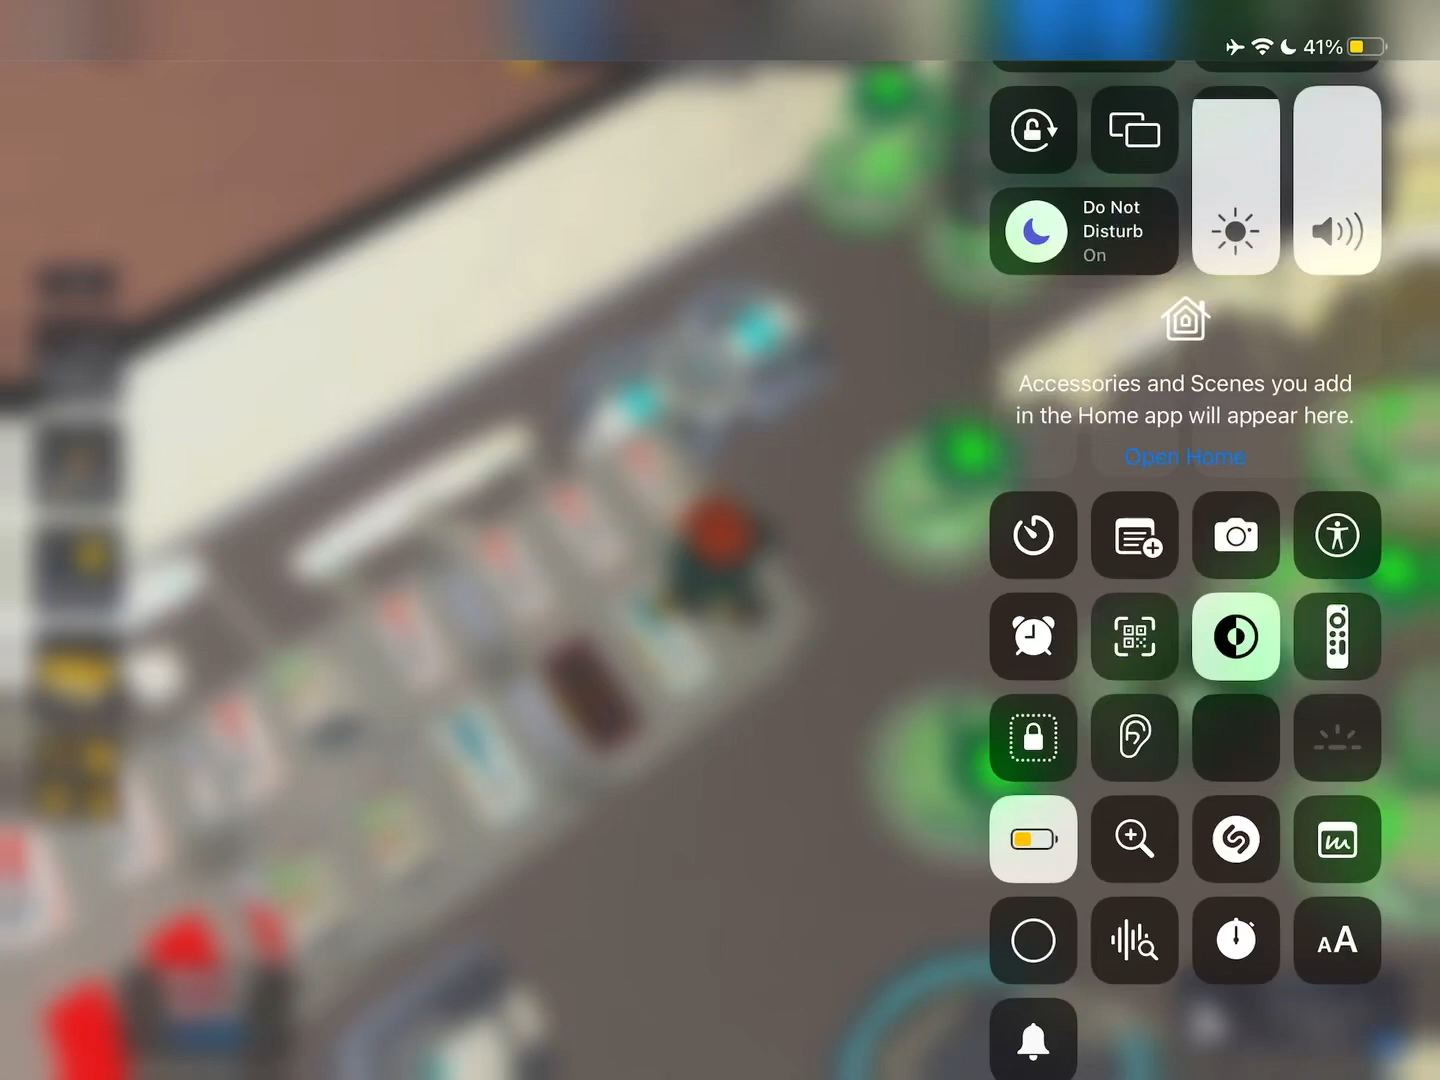 41%
Do Not
Disturb
On
Accessories and Scenes you add
in the Home app will appear here.
Open Home
AA